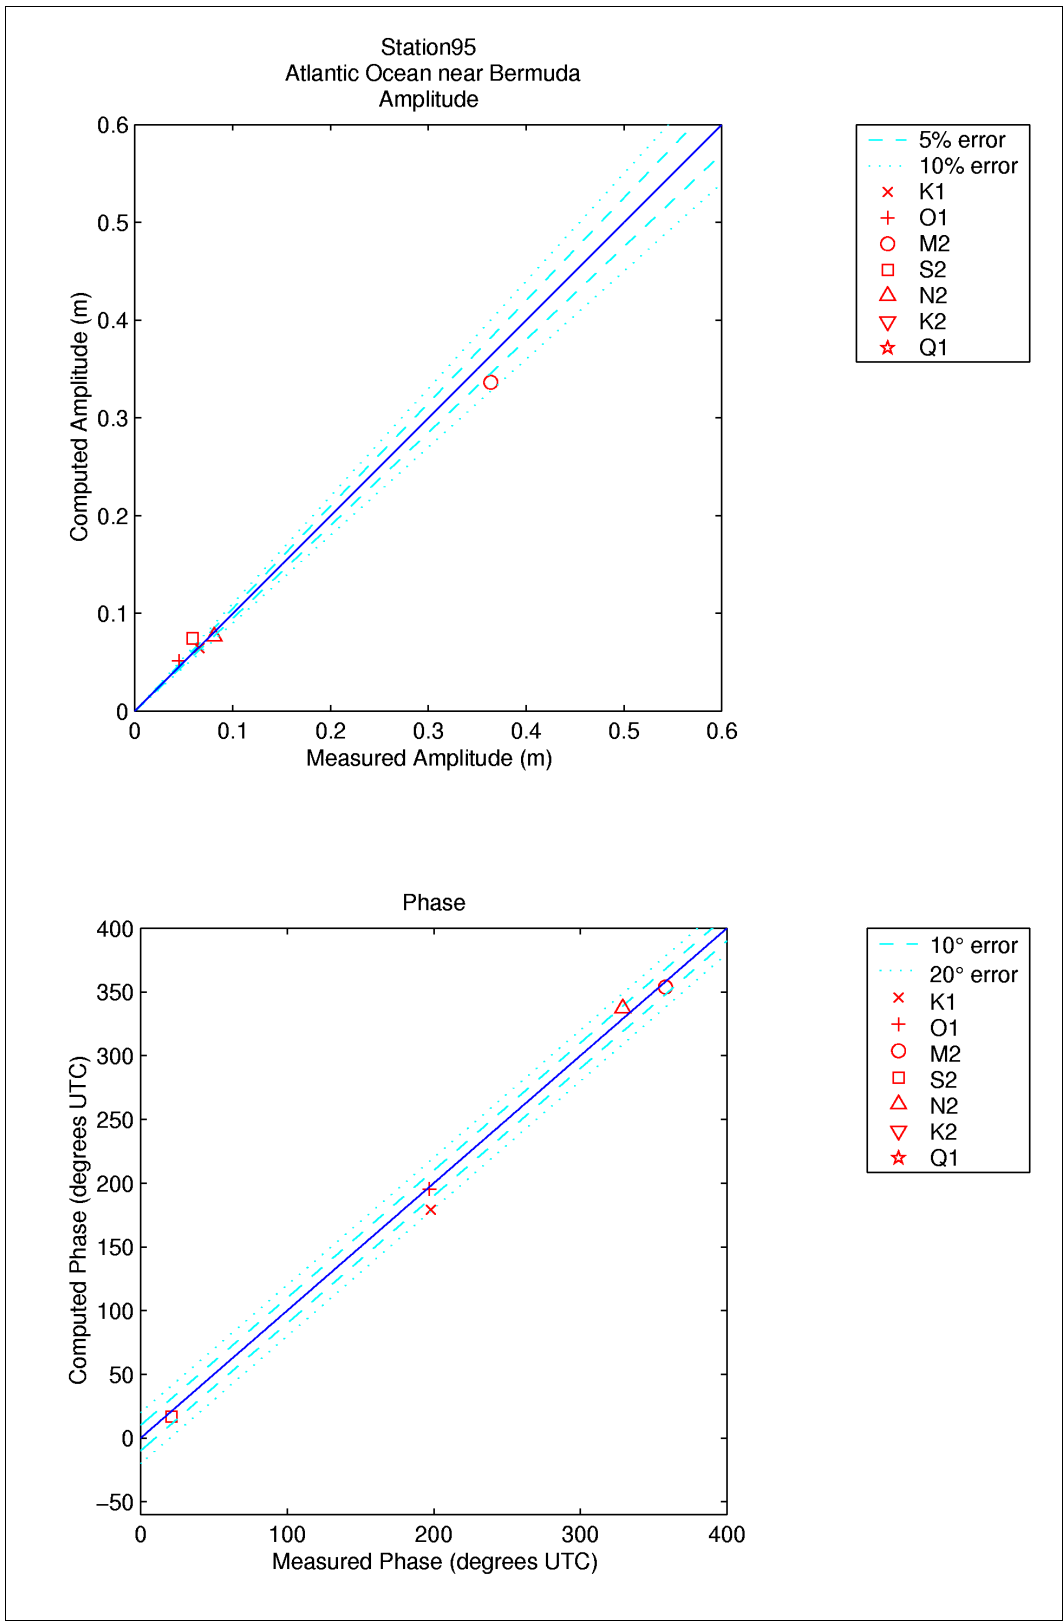 Station95
Atlantic Ocean near Bermuda
Amplitude
0.6
0.5
0.4
0.3
0.2
0.1
0
Computed Amplitude (m)
0 0.1 0.2 0.3 0.4 0.5 0.6
Measured Amplitude (m)
5% error
10% error
K1
O1
M2
S2
N2
K2
Q1
Phase
400
350
300
250
200
150
100
50
0
−50
Computed Phase (degrees UTC)
0 100 200 300 400
Measured Phase (degrees UTC)
10° error
20° error
K1
O1
M2
S2
N2
K2
Q1